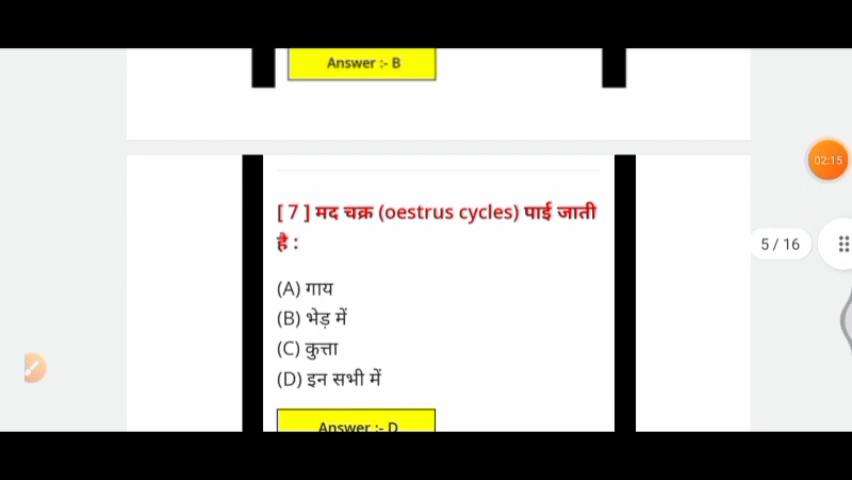 Answer :- B
02:15
[ 7 ] मद चक्र (oestrus cycles) पाई जाती
है :
5 / 16
(A) गाय
(B) भेड़ में
(C) कुत्ता
(D) इन सभी में
Answer :- D